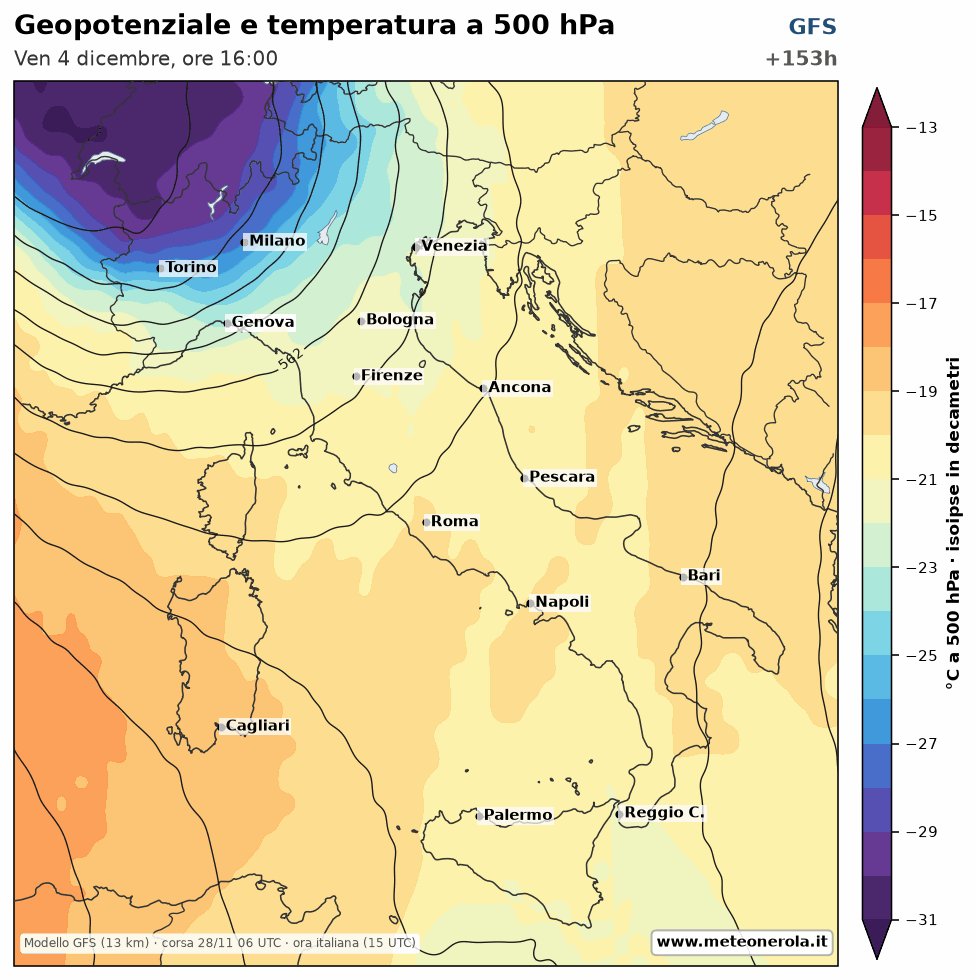 Geopotenziale e temperatura a 500 hPa
GFS
Ven 4 dicembre, ore 16:00
+153h
Milano
Venezia
Torino
Genova
Bologna
562
Firenze
Ancona
Pescara
Roma
Bari
Napoli
Cagliari
Palermo
Reggio C.
Modello GFS (13 km) · corsa 28/11 06 UTC · ora italiana (15 UTC)
www.meteonerola.it
−13
−15
−17
−19
−21
−23
−25
−27
−29
−31
°C a 500 hPa · isoipse in decametri